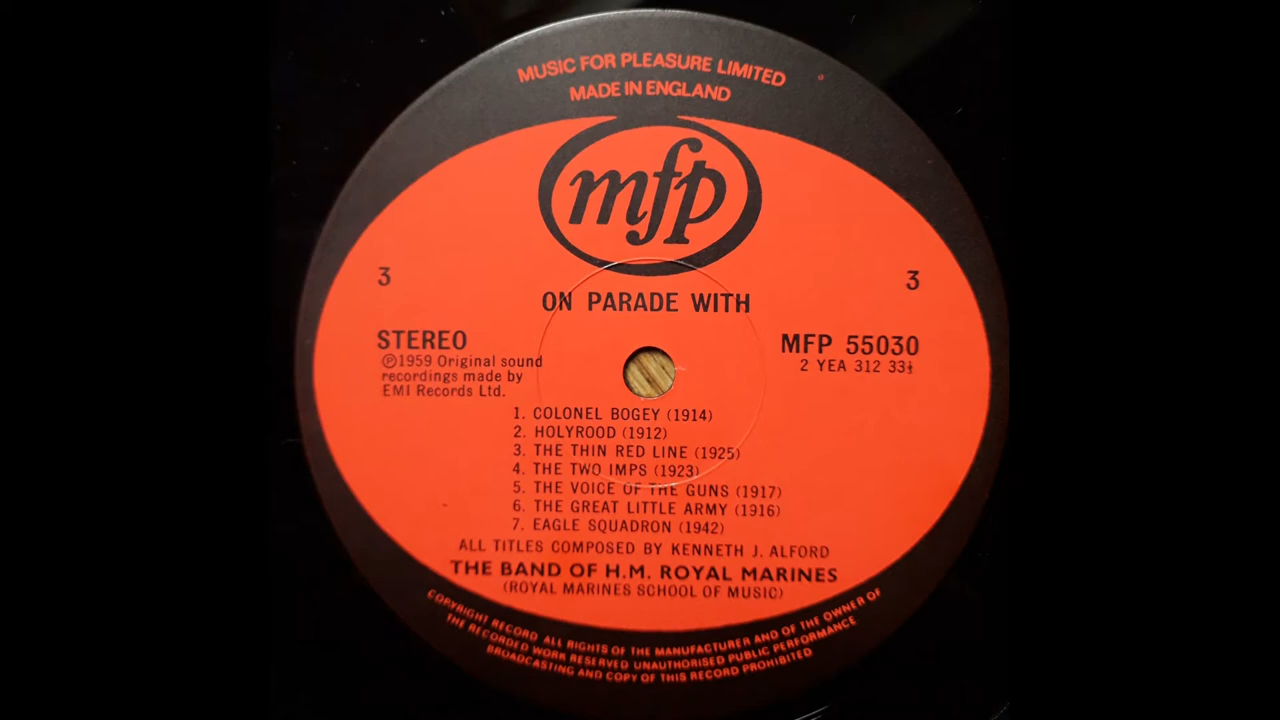 MUSIC FOR PLEASURE LIMITED
MADE IN ENGLAND
mfp
3 3
ON PARADE WITH
STEREO
MFP 55030
℗1959 Original sound
recordings made by
EMI Records Ltd.
2 YEA 312 33⅓
1. COLONEL BOGEY (1914)
2. HOLYROOD (1912)
3. THE THIN RED LINE (1925)
4. THE TWO IMPS (1923)
5. THE VOICE OF THE GUNS (1917)
6. THE GREAT LITTLE ARMY (1916)
7. EAGLE SQUADRON (1942)
ALL TITLES COMPOSED BY KENNETH J. ALFORD
THE BAND OF H.M. ROYAL MARINES
(ROYAL MARINES SCHOOL OF MUSIC)
COPYRIGHT RECORD ALL RIGHTS OF THE MANUFACTURER AND OF THE OWNER OF
THE RECORDED WORK RESERVED UNAUTHORISED PUBLIC PERFORMANCE
BROADCASTING AND COPY OF THIS RECORD PROHIBITED